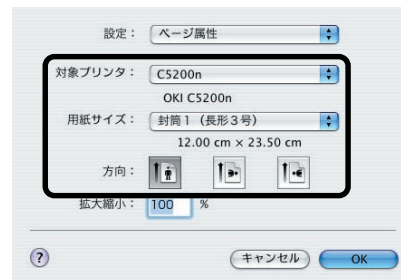 設定： ページ属性
対象プリンタ： C5200n
OKI C5200n
用紙サイズ： 封筒1（長形3号）
12.00 cm × 23.50 cm
方向：
拡大縮小： 100 %
? キャンセル OK